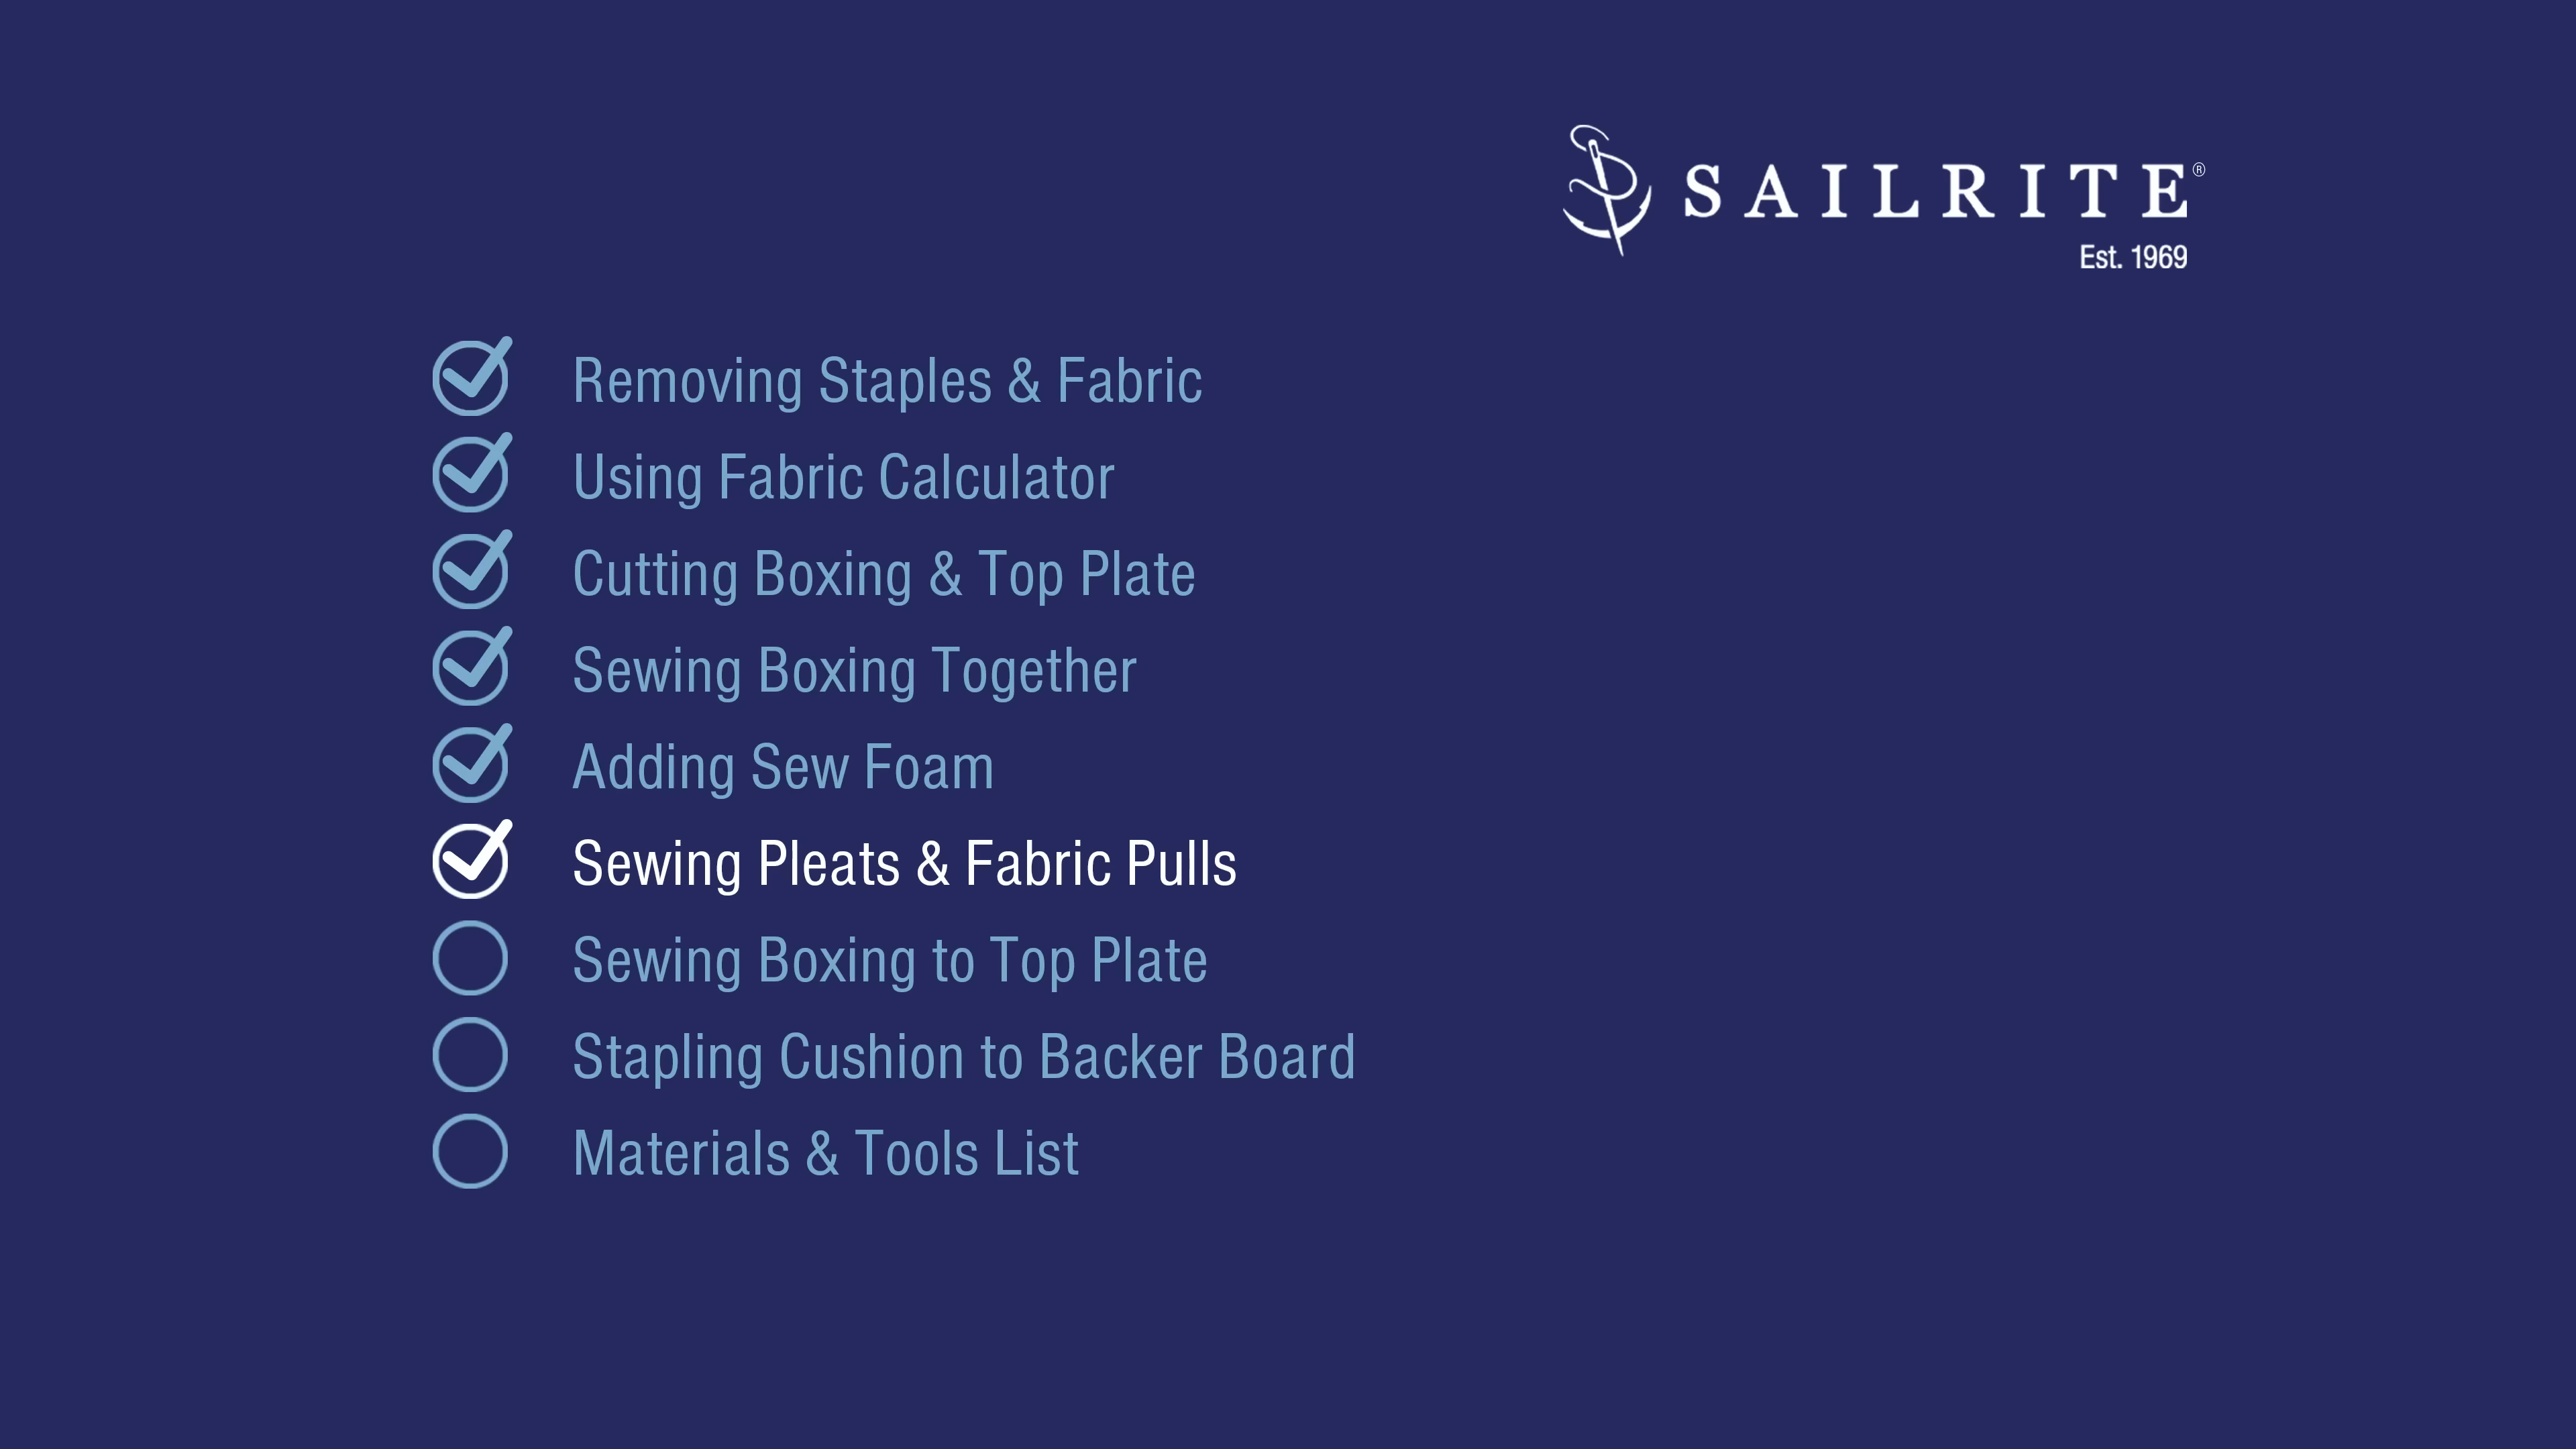 SAILRITE®
Est. 1969
Removing Staples & Fabric
Using Fabric Calculator
Cutting Boxing & Top Plate
Sewing Boxing Together
Adding Sew Foam
Sewing Pleats & Fabric Pulls
Sewing Boxing to Top Plate
Stapling Cushion to Backer Board
Materials & Tools List